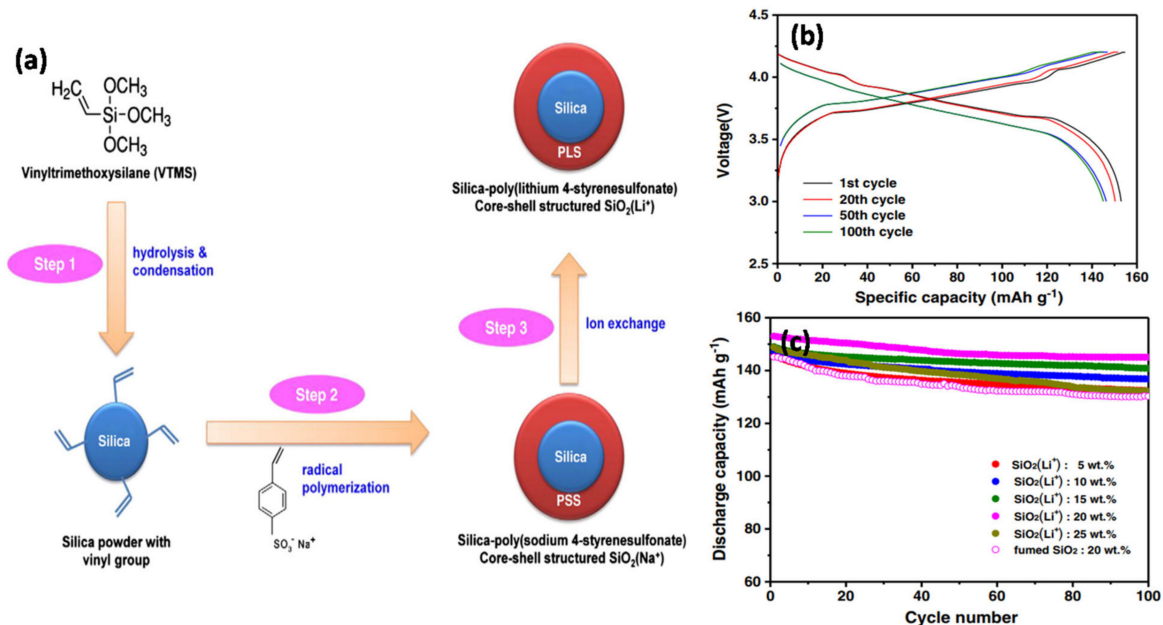 (a)
H₂C
OCH₃
Si-OCH₃
OCH₃
Vinyltrimethoxysilane (VTMS)
Step 1
hydrolysis &
condensation
Silica
Silica powder with
vinyl group
Step 2
radical
polymerization
SO₃⁻ Na⁺
Silica
PSS
Silica-poly(sodium 4-styrenesulfonate)
Core-shell structured SiO₂(Na⁺)
Step 3
Ion exchange
Silica
PLS
Silica-poly(lithium 4-styrenesulfonate)
Core-shell structured SiO₂(Li⁺)
(b)
Voltage(V)
4.5
4.0
3.5
3.0
2.5
1st cycle
20th cycle
50th cycle
100th cycle
0 20 40 60 80 100 120 140 160
Specific capacity (mAh g⁻¹)
(c)
Discharge capacity (mAh g⁻¹)
160
140
120
100
80
60
SiO₂(Li⁺) : 5 wt.%
SiO₂(Li⁺) : 10 wt.%
SiO₂(Li⁺) : 15 wt.%
SiO₂(Li⁺) : 20 wt.%
SiO₂(Li⁺) : 25 wt.%
fumed SiO₂ : 20 wt.%
0 20 40 60 80 100
Cycle number